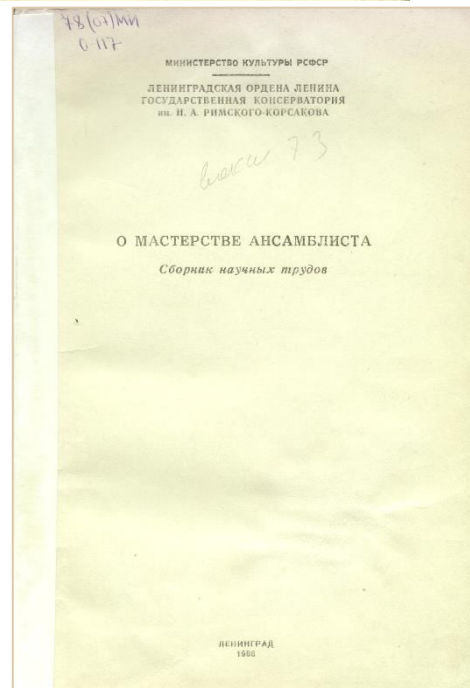 78(07)МИ
О-117
МИНИСТЕРСТВО КУЛЬТУРЫ РСФСР
ЛЕНИНГРАДСКАЯ ОРДЕНА ЛЕНИНА
ГОСУДАРСТВЕННАЯ КОНСЕРВАТОРИЯ
им. Н. А. РИМСКОГО-КОРСАКОВА
73
О МАСТЕРСТВЕ АНСАМБЛИСТА
Сборник научных трудов
ЛЕНИНГРАД
1986